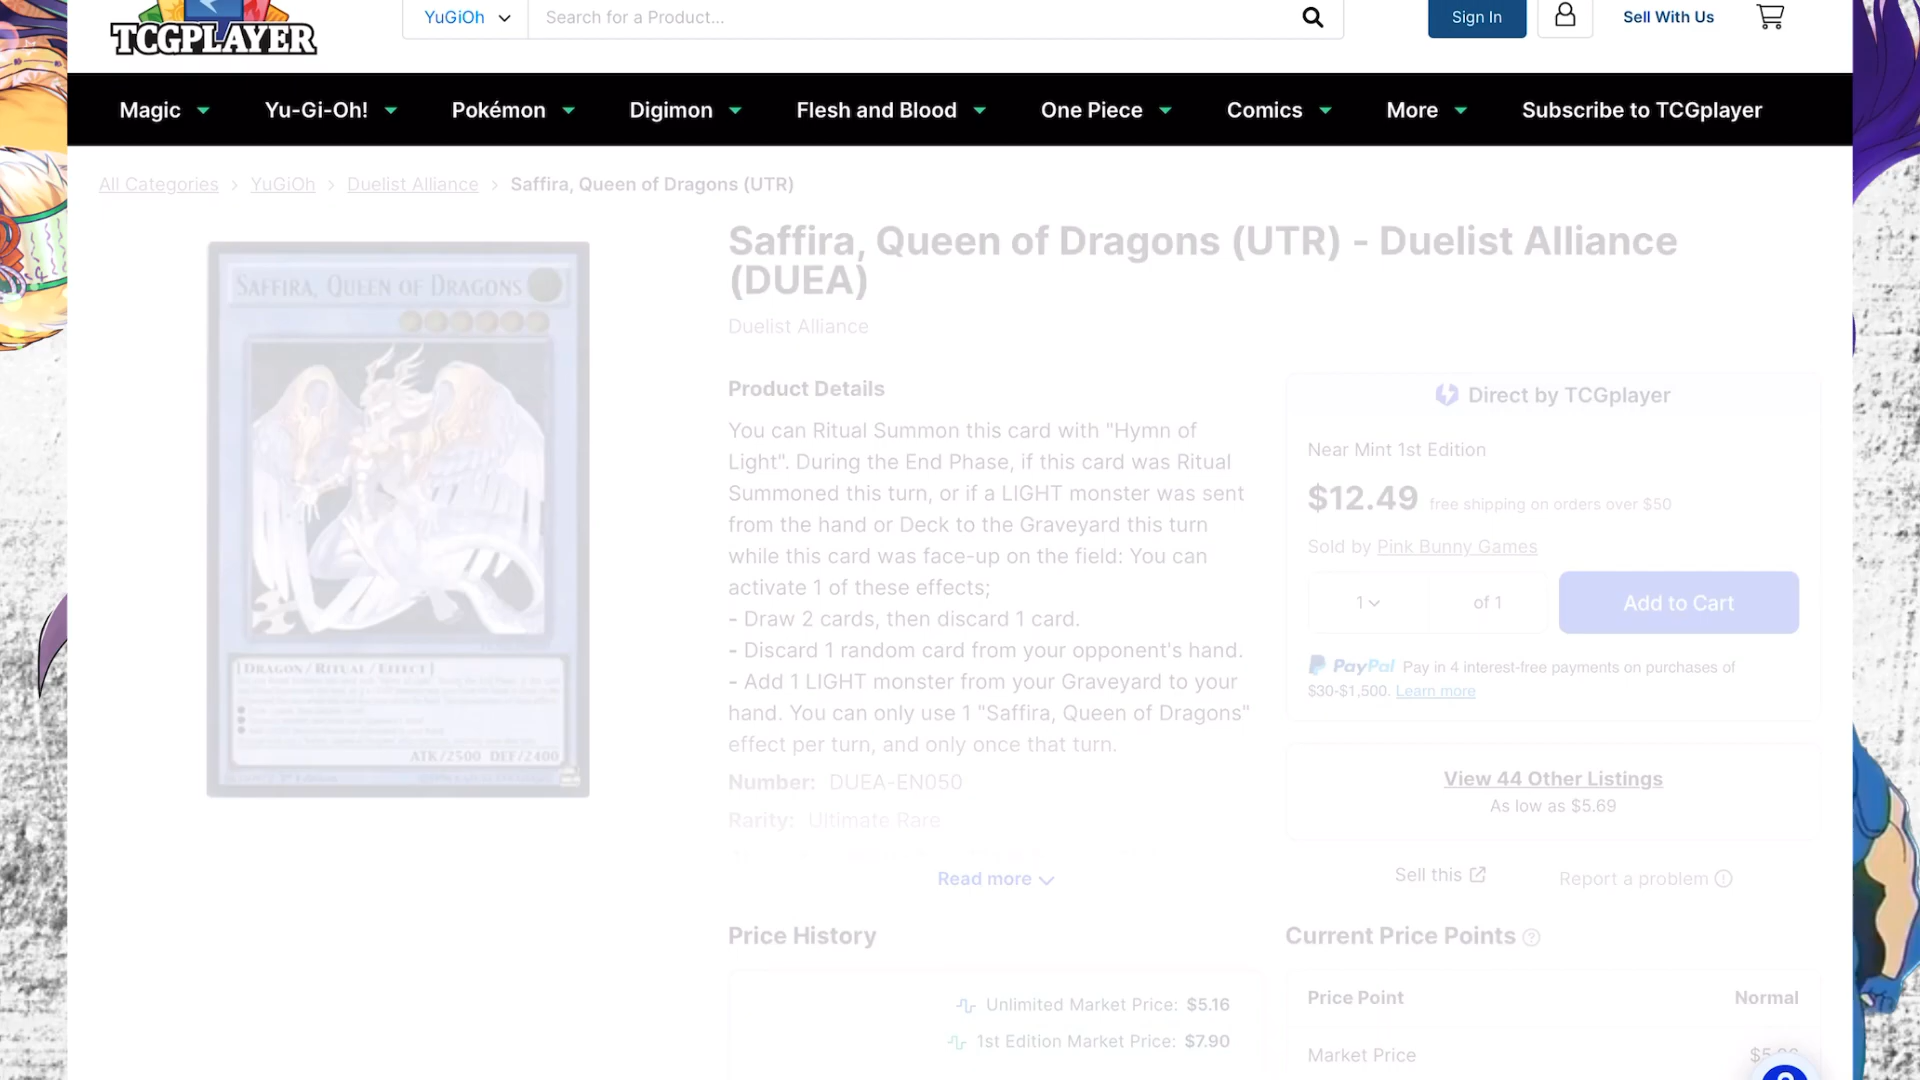 TCGPLAYER
YuGiOh
Search for a Product...
Sign In
Sell With Us
Magic
Yu-Gi-Oh!
Pokémon
Digimon
Flesh and Blood
One Piece
Comics
More
Subscribe to TCGplayer
All Categories > YuGiOh > Duelist Alliance > Saffira, Queen of Dragons (UTR)
SAFFIRA, QUEEN OF DRAGONS
[DRAGON/RITUAL/EFFECT]
ATK/2500 DEF/2400
Saffira, Queen of Dragons (UTR) - Duelist Alliance
(DUEA)
Duelist Alliance
Product Details
You can Ritual Summon this card with "Hymn of
Light". During the End Phase, if this card was Ritual
Summoned this turn, or if a LIGHT monster was sent
from the hand or Deck to the Graveyard this turn
while this card was face-up on the field: You can
activate 1 of these effects;
- Draw 2 cards, then discard 1 card.
- Discard 1 random card from your opponent's hand.
- Add 1 LIGHT monster from your Graveyard to your
hand. You can only use 1 "Saffira, Queen of Dragons"
effect per turn, and only once that turn.
Number: DUEA-EN050
Rarity: Ultimate Rare
Read more
Direct by TCGplayer
Near Mint 1st Edition
$12.49 free shipping on orders over $50
Sold by Pink Bunny Games
1 of 1
Add to Cart
PayPal Pay in 4 interest-free payments on purchases of
$30-$1,500. Learn more
View 44 Other Listings
As low as $5.69
Sell this
Report a problem
Price History
Unlimited Market Price: $5.16
1st Edition Market Price: $7.90
Current Price Points
Price Point Normal
Market Price